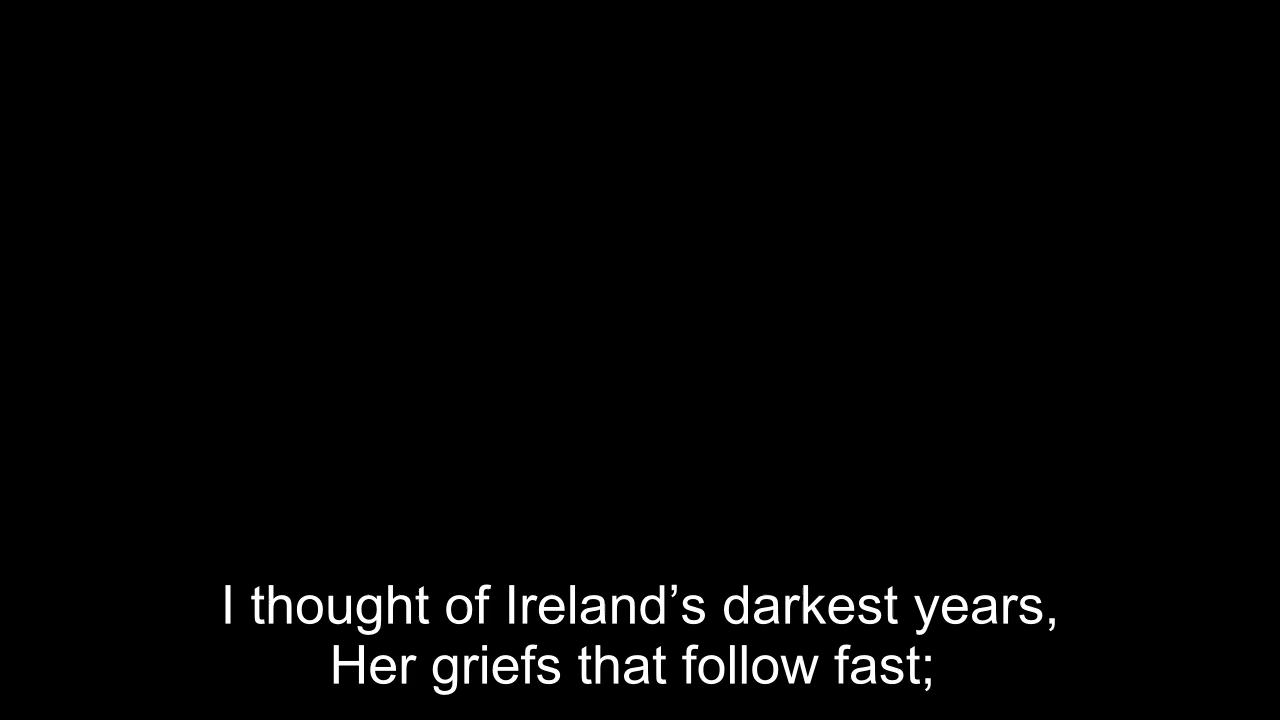 I thought of Ireland’s darkest years,
Her griefs that follow fast;